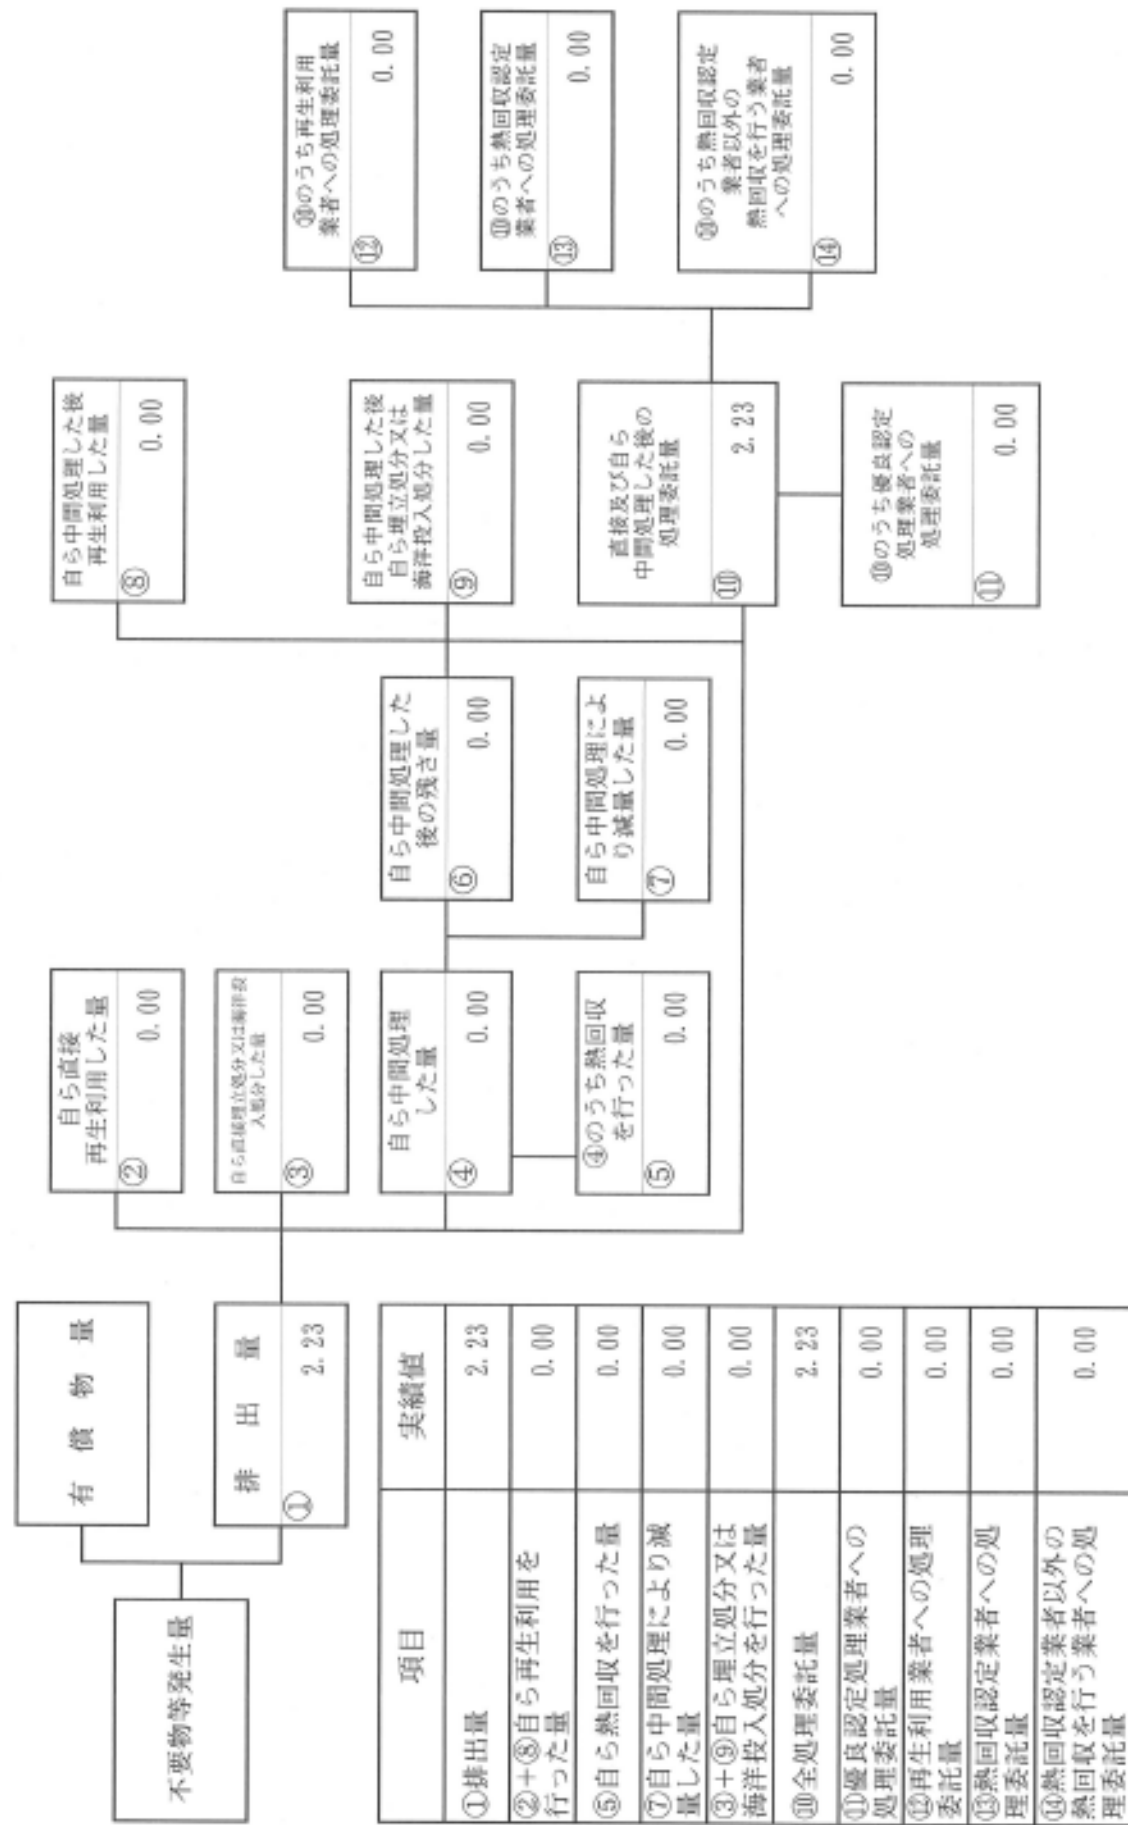 不要物等発生量
有償物量
排出量
① 2.23
自ら直接
再生利用した量
② 0.00
自ら直接埋立処分又は海洋投
入処分した量
③ 0.00
自ら中間処理
した量
④ 0.00
④のうち熱回収
を行った量
⑤ 0.00
自ら中間処理した
後の残さ量
⑥ 0.00
自ら中間処理によ
り減量した量
⑦ 0.00
自ら中間処理した後
再生利用した量
⑧ 0.00
自ら中間処理した後
自ら埋立処分又は
海洋投入処分した量
⑨ 0.00
直接及び自ら
中間処理した後の
処理委託量
⑩ 2.23
⑩のうち優良認定
処理業者への
処理委託量
⑪ 0.00
⑩のうち再生利用
業者への処理委託量
⑫ 0.00
⑩のうち熱回収認定
業者への処理委託量
⑬ 0.00
⑩のうち熱回収認定
業者以外の
熱回収を行う業者
への処理委託量
⑭ 0.00
項目 実績値
①排出量 2.23
②+⑧自ら再生利用を
行った量 0.00
⑤自ら熱回収を行った量 0.00
⑦自ら中間処理により減
量した量 0.00
③+⑨自ら埋立処分又は
海洋投入処分を行った量 0.00
⑩全処理委託量 2.23
⑪優良認定処理業者への
処理委託量 0.00
⑫再生利用業者への処理
委託量 0.00
⑬熱回収認定業者への処
理委託量 0.00
⑭熱回収認定業者以外の
熱回収を行う業者への処
理委託量 0.00